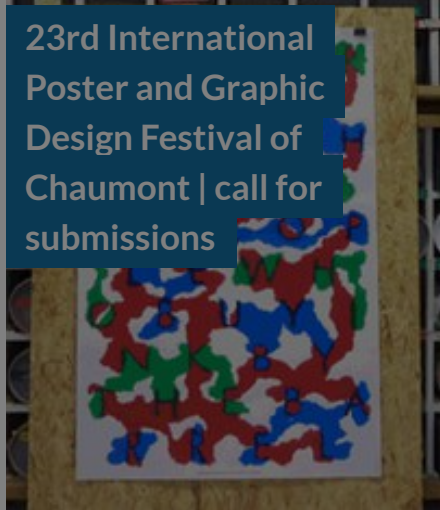 23rd International
Poster and Graphic
Design Festival of
Chaumont | call for
submissions
O B U Y
I N K B Y
T H E B A
R R E L